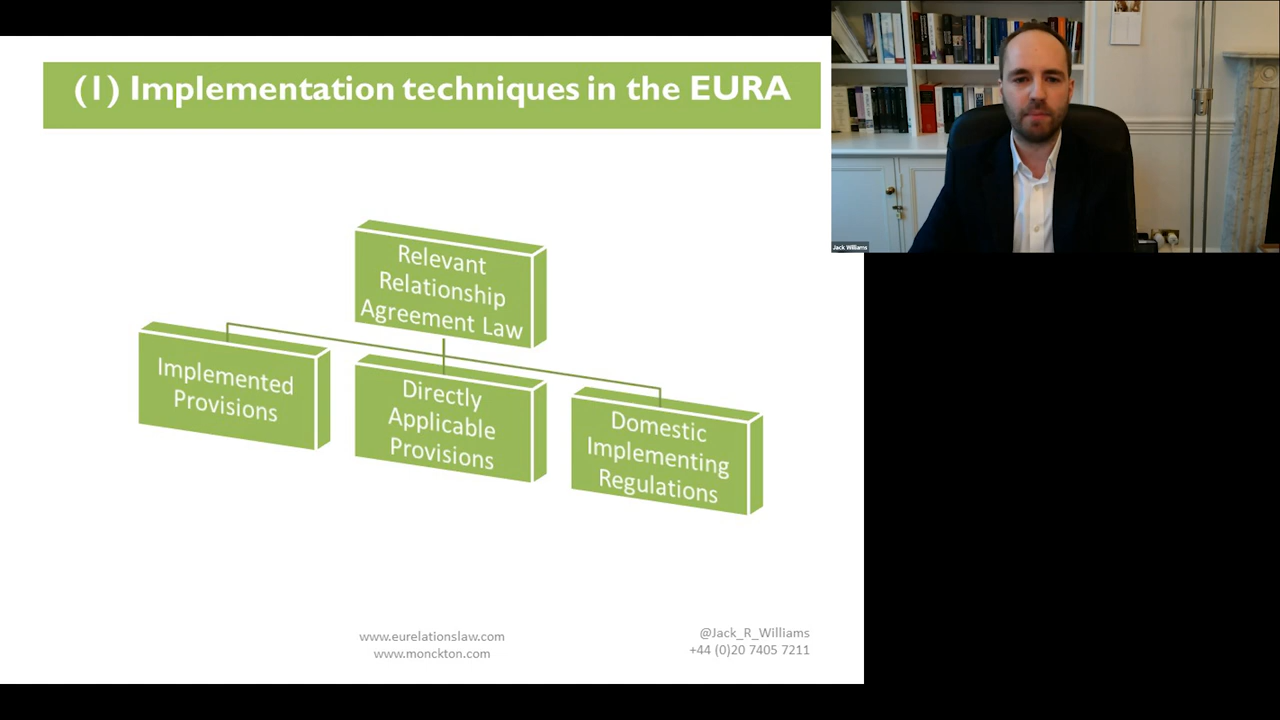 (1) Implementation techniques in the EURA
Jack Williams
Relevant
Relationship
Agreement Law
Implemented
Provisions
Directly
Applicable
Provisions
Domestic
Implementing
Regulations
www.eurelationslaw.com
www.monckton.com
@Jack_R_Williams
+44 (0)20 7405 7211